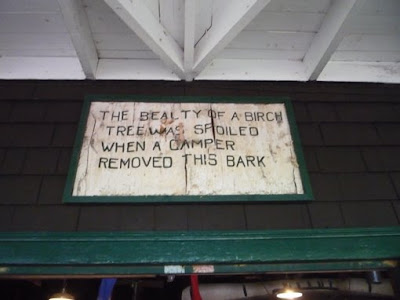 THE BEAUTY OF A BIRCH
TREE WAS SPOILED
WHEN A CAMPER
REMOVED THIS BARK